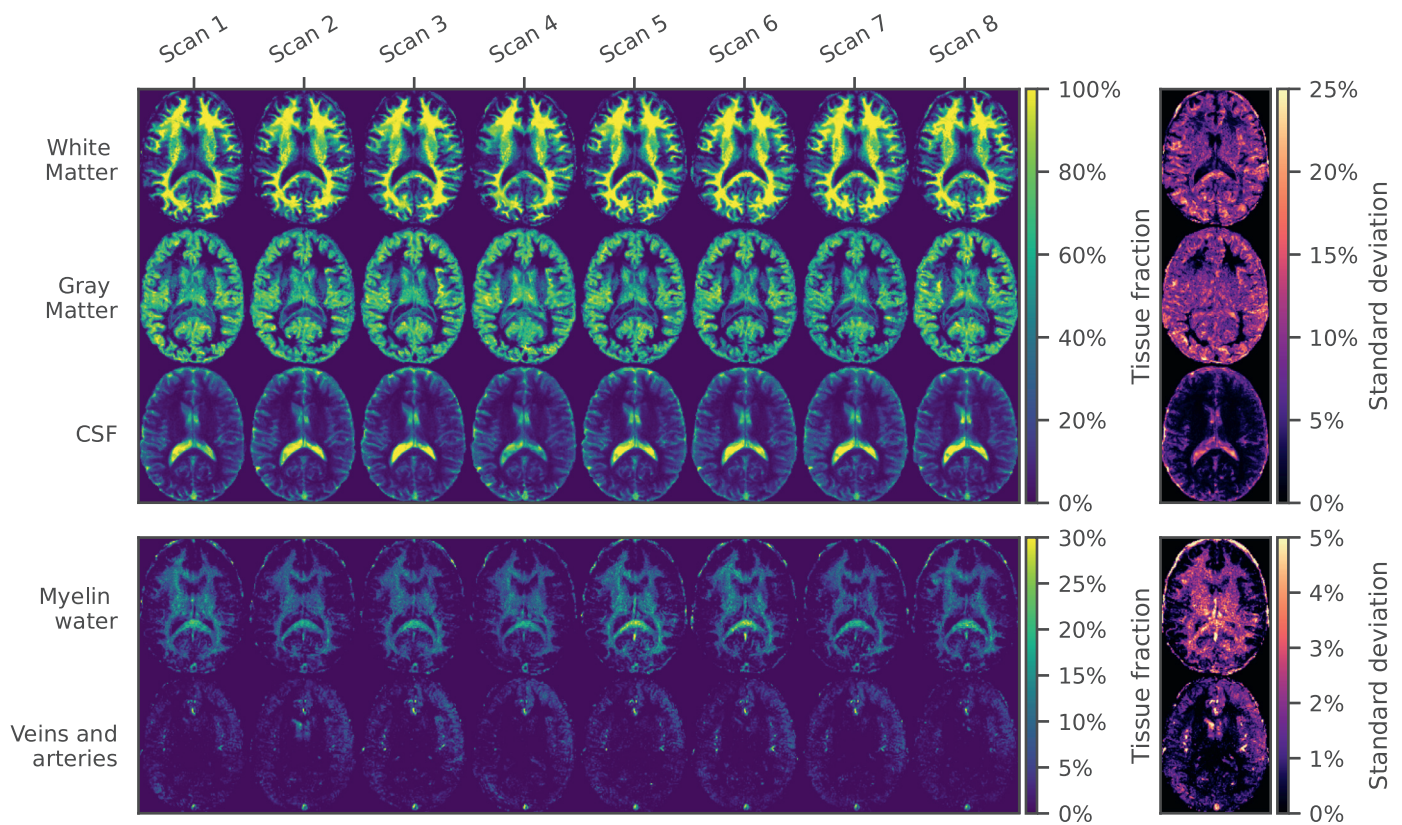 Scan 1
Scan 2
Scan 3
Scan 4
Scan 5
Scan 6
Scan 7
Scan 8
White
Matter
Gray
Matter
CSF
100%
80%
60%
40%
20%
0%
Tissue fraction
25%
20%
15%
10%
5%
0%
Standard deviation
Myelin
water
Veins and
arteries
30%
25%
20%
15%
10%
5%
0%
Tissue fraction
5%
4%
3%
2%
1%
0%
Standard deviation